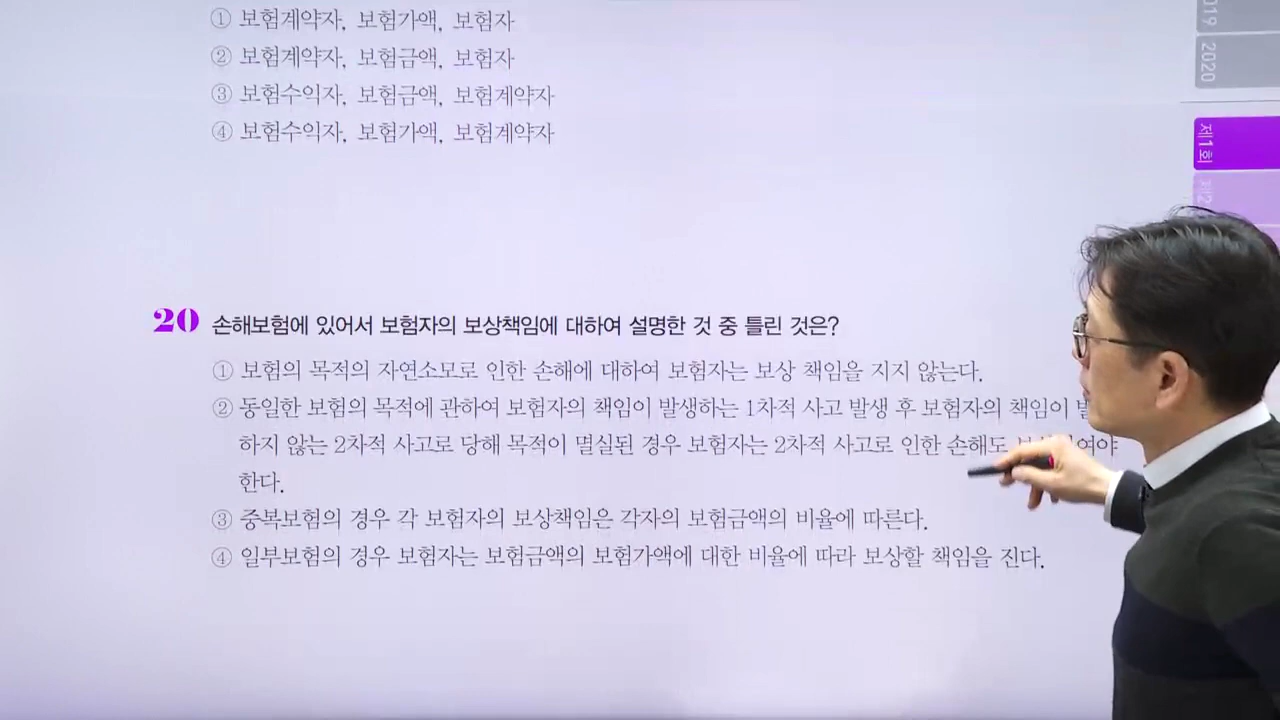 ① 보험계약자, 보험가액, 보험자
② 보험계약자, 보험금액, 보험자
③ 보험수익자, 보험금액, 보험계약자
④ 보험수익자, 보험가액, 보험계약자
019
2020
제1회
제2
20 손해보험에 있어서 보험자의 보상책임에 대하여 설명한 것 중 틀린 것은?
① 보험의 목적의 자연소모로 인한 손해에 대하여 보험자는 보상 책임을 지지 않는다.
② 동일한 보험의 목적에 관하여 보험자의 책임이 발생하는 1차적 사고 발생 후 보험자의 책임이
하지 않는 2차적 사고로 당해 목적이 멸실된 경우 보험자는 2차적 사고로 인한 손해도
한다.
③ 중복보험의 경우 각 보험자의 보상책임은 각자의 보험금액의 비율에 따른다.
④ 일부보험의 경우 보험자는 보험금액의 보험가액에 대한 비율에 따라 보상할 책임을 진다.